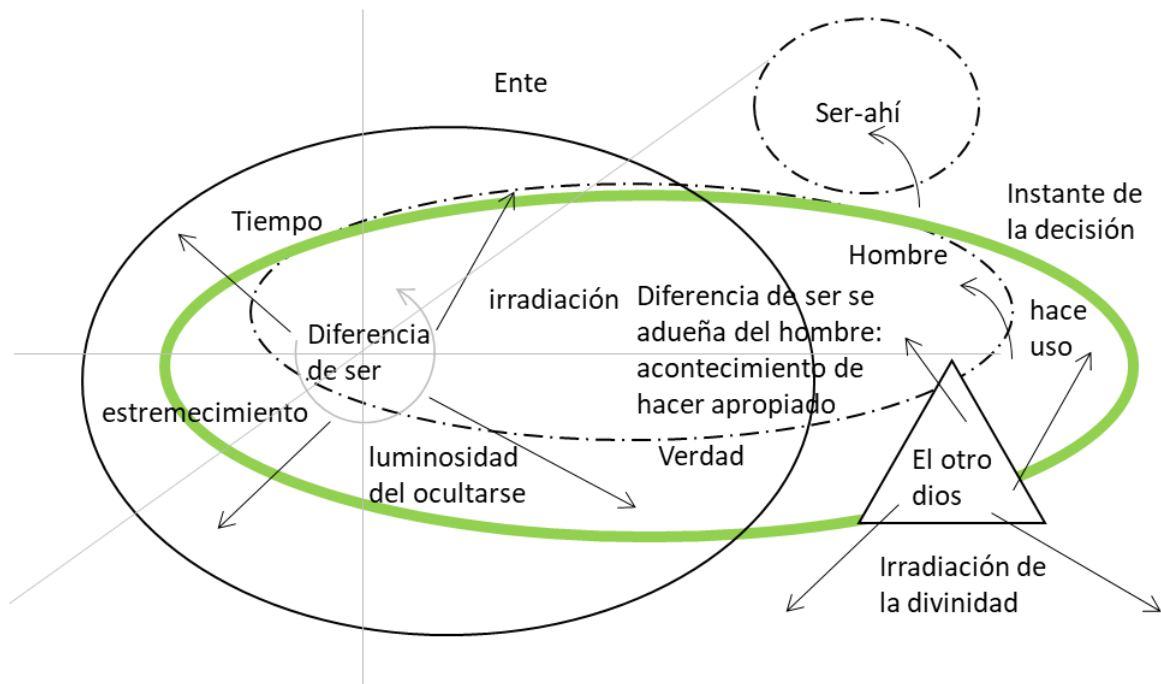 Ente
Ser-ahí
Tiempo
Instante de
la decisión
Hombre
irradiación
Diferencia de ser se
adueña del hombre:
acontecimiento de
hacer apropiado
hace
uso
Diferencia
de ser
estremecimiento
luminosidad
del ocultarse
Verdad
El otro
dios
Irradiación de
la divinidad